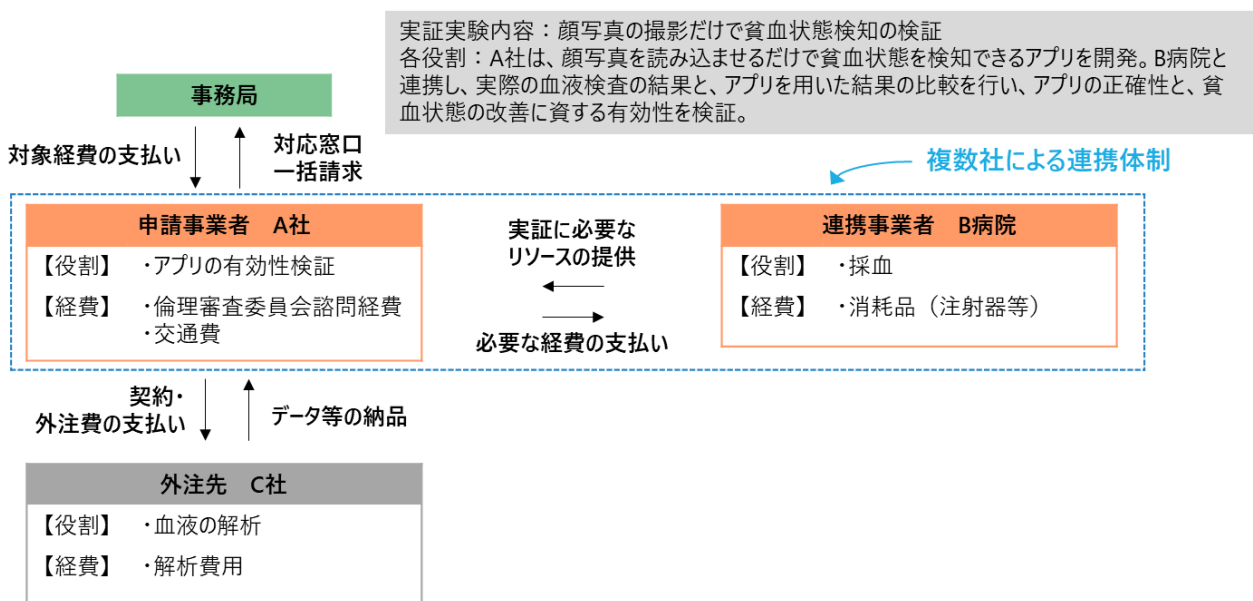 実証実験内容：顔写真の撮影だけで貧血状態検知の検証
各役割：A社は、顔写真を読み込ませるだけで貧血状態を検知できるアプリを開発。B病院と
連携し、実際の血液検査の結果と、アプリを用いた結果の比較を行い、アプリの正確性と、貧
血状態の改善に資する有効性を検証。
事務局
対象経費の支払い
対応窓口
一括請求
複数社による連携体制
申請事業者　A社
【役割】　・アプリの有効性検証
【経費】　・倫理審査委員会諮問経費
・交通費
実証に必要な
リソースの提供
必要な経費の支払い
連携事業者　B病院
【役割】　・採血
【経費】　・消耗品（注射器等）
契約・
外注費の支払い
データ等の納品
外注先　C社
【役割】　・血液の解析
【経費】　・解析費用